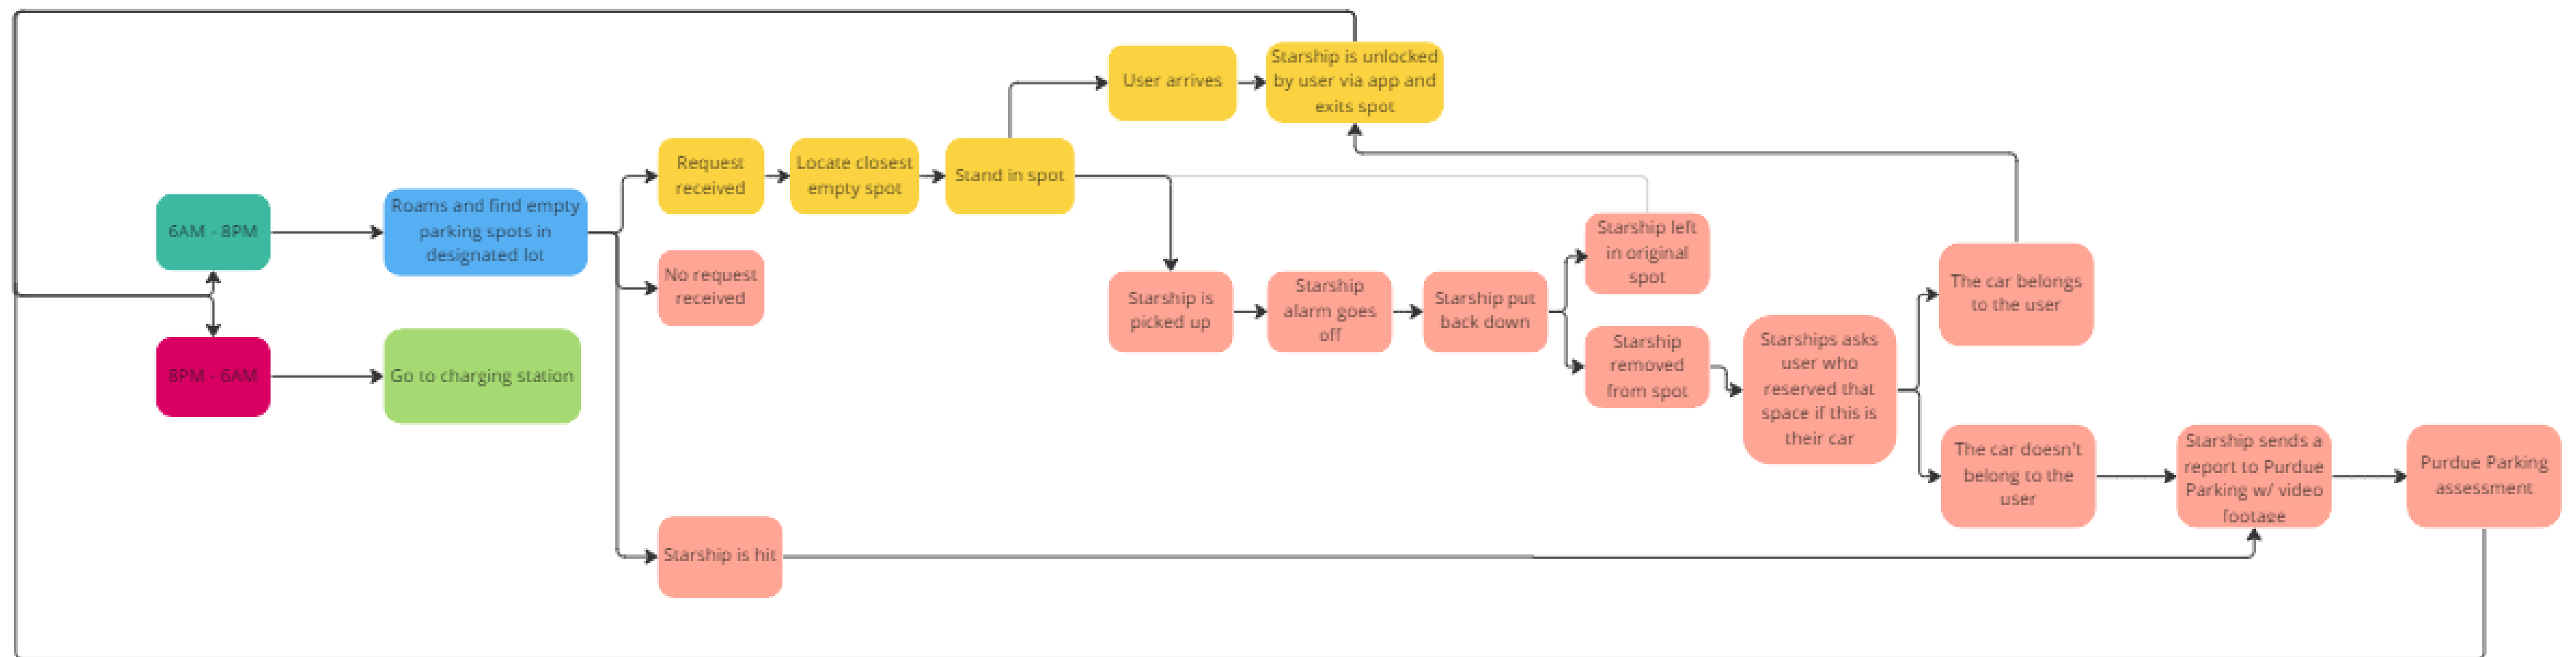 Starship is unlocked
by user via app and
exits spot
User arrives
Request
received
Locate closest
empty spot
Stand in spot
6AM - 8PM
Roams and find empty
parking spots in
designated lot
No request
received
Starship is
picked up
Starship
alarm goes
off
Starship put
back down
Starship left
in original
spot
Starship
removed
from spot
Starships asks
user who
reserved that
space if this is
their car
The car belongs
to the user
8PM - 6AM
Go to charging station
The car doesn't
belong to the
user
Starship sends a
report to Purdue
Parking w/ video
footage
Purdue Parking
assessment
Starship is hit